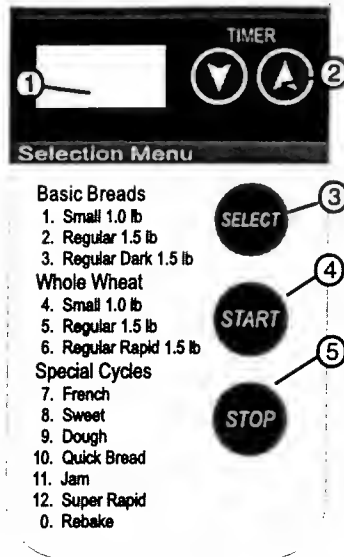 TIMER
1
2
Selection Menu
Basic Breads
1. Small 1.0 lb
2. Regular 1.5 lb
3. Regular Dark 1.5 lb
Whole Wheat
4. Small 1.0 lb
5. Regular 1.5 lb
6. Regular Rapid 1.5 lb
Special Cycles
7. French
8. Sweet
9. Dough
10. Quick Bread
11. Jam
12. Super Rapid
0. Rebake
SELECT
3
START
4
STOP
5